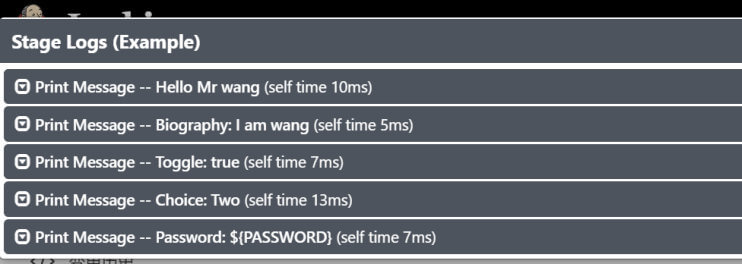 Stage Logs (Example)
Print Message -- Hello Mr wang (self time 10ms)
Print Message -- Biography: I am wang (self time 5ms)
Print Message -- Toggle: true (self time 7ms)
Print Message -- Choice: Two (self time 13ms)
Print Message -- Password: ${PASSWORD} (self time 7ms)